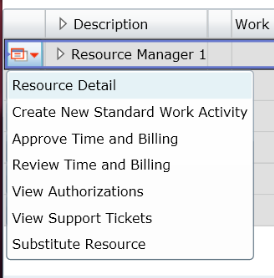 Description Work
Resource Manager 1
Resource Detail
Create New Standard Work Activity
Approve Time and Billing
Review Time and Billing
View Authorizations
View Support Tickets
Substitute Resource